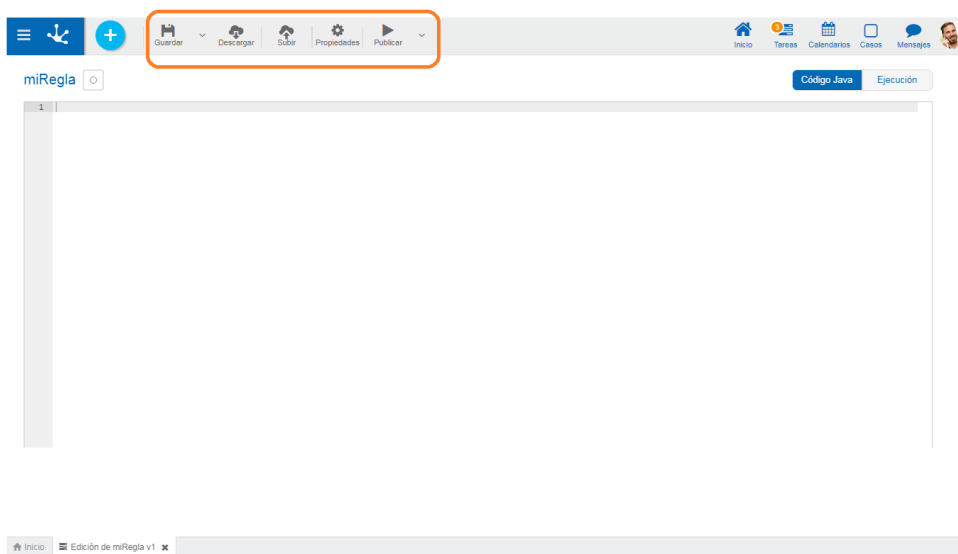 Guardar Descargar Subir Propiedades Publicar 3 Inicio Tareas Calendarios Casos Mensajes
miRegla Código Java Ejecución
1
Inicio Edición de miRegla v1